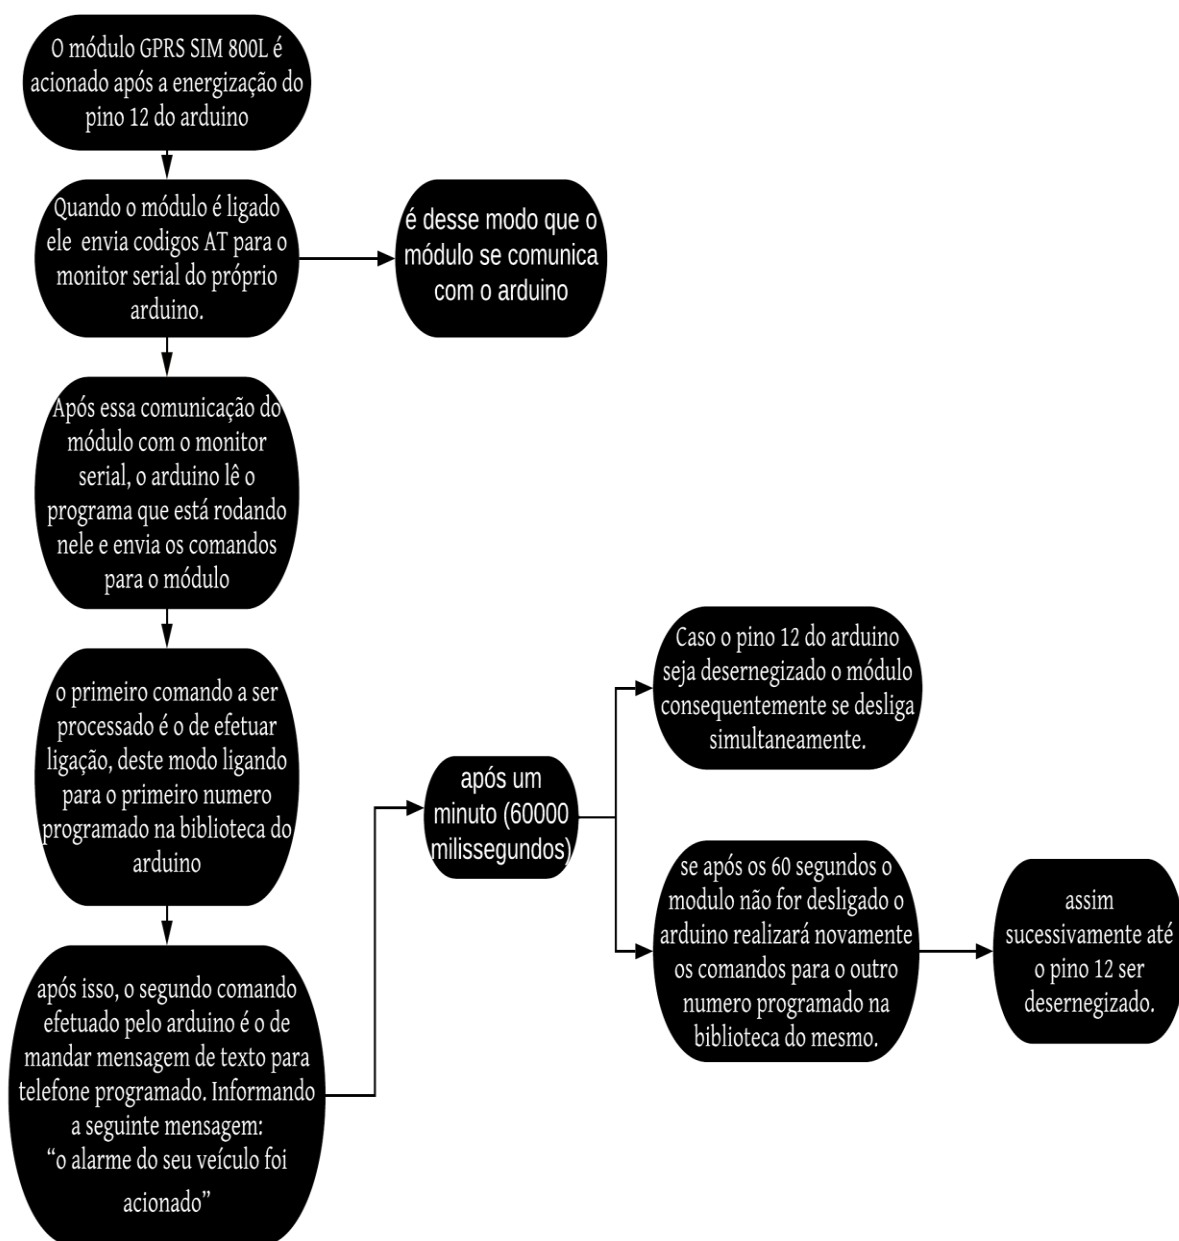 O módulo GPRS SIM 800L é
acionado após a energização do
pino 12 do arduino
Quando o módulo é ligado
ele envia codigos AT para o
monitor serial do próprio
arduino.
é desse modo que o
módulo se comunica
com o arduino
Após essa comunicação do
módulo com o monitor
serial, o arduino lê o
programa que está rodando
nele e envia os comandos
para o módulo
o primeiro comando a ser
processado é o de efetuar
ligação, deste modo ligando
para o primeiro numero
programado na biblioteca do
arduino
após isso, o segundo comando
efetuado pelo arduino é o de
mandar mensagem de texto para
telefone programado. Informando
a seguinte mensagem:
“o alarme do seu veículo foi
acionado”
após um
minuto (60000
milissegundos)
Caso o pino 12 do arduino
seja desernegizado o módulo
consequentemente se desliga
simultaneamente.
se após os 60 segundos o
modulo não for desligado o
arduino realizará novamente
os comandos para o outro
numero programado na
biblioteca do mesmo.
assim
sucessivamente até
o pino 12 ser
desernegizado.